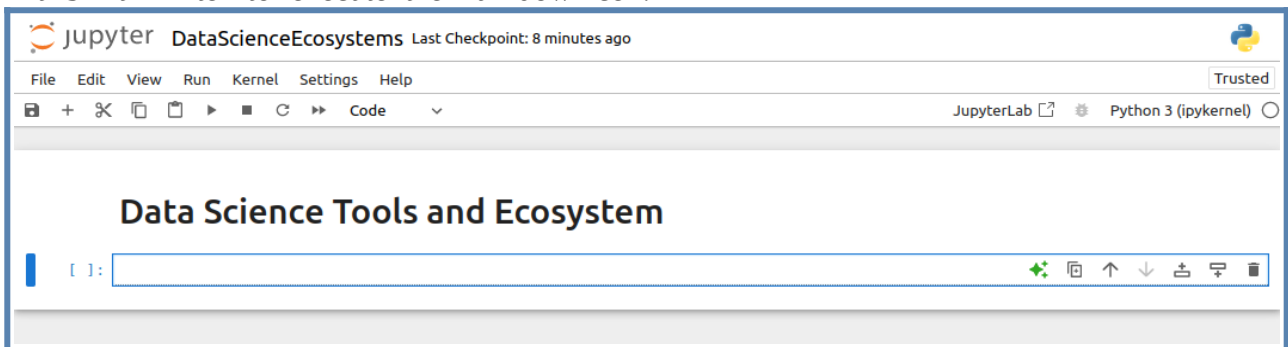 jupyter DataScienceEcosystems Last Checkpoint: 8 minutes ago
File Edit View Run Kernel Settings Help Trusted
Code JupyterLab Python 3 (ipykernel)
Data Science Tools and Ecosystem
[ ]: